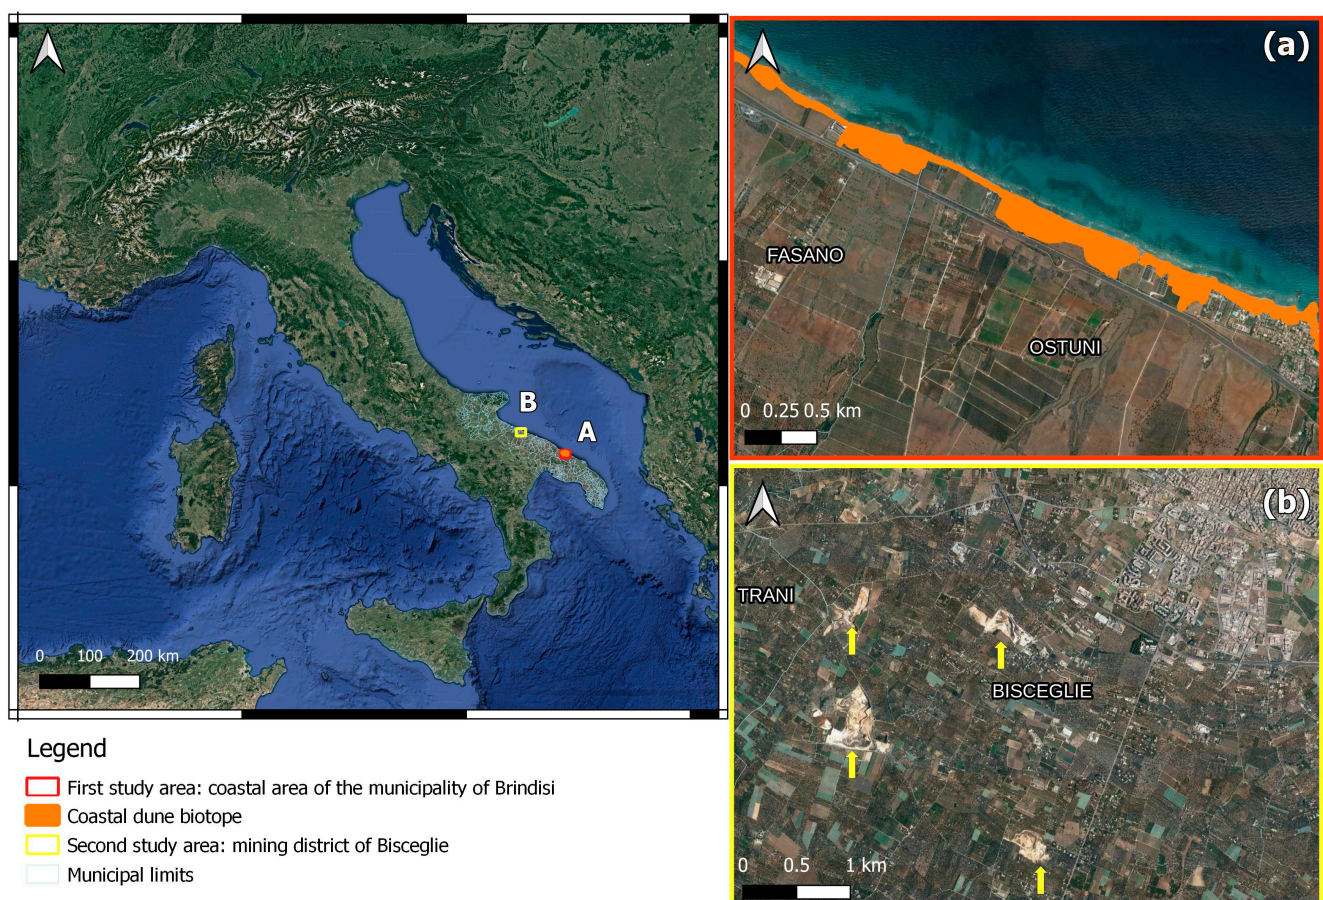 B
A
0 100 200 km
(a)
FASANO
OSTUNI
0 0.25 0.5 km
(b)
TRANI
BISCEGLIE
0 0.5 1 km
Legend
First study area: coastal area of the municipality of Brindisi
Coastal dune biotope
Second study area: mining district of Bisceglie
Municipal limits